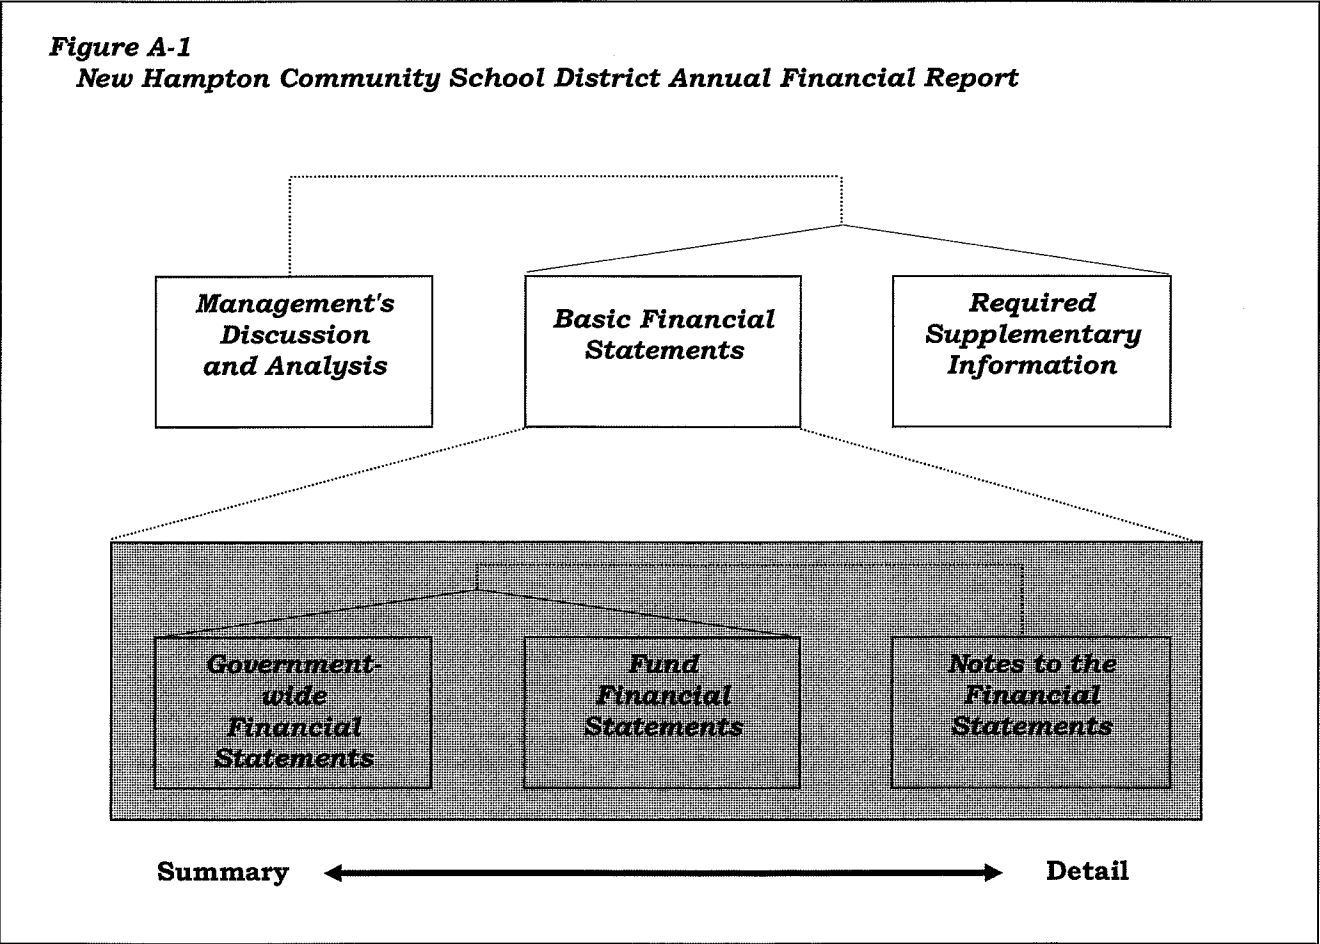 Figure A-1
New Hampton Community School District Annual Financial Report
Management's
Discussion
and Analysis
Basic Financial
Statements
Required
Supplementary
Information
Government-
wide
Financial
Statements
Fund
Financial
Statements
Notes to the
Financial
Statements
Summary
Detail